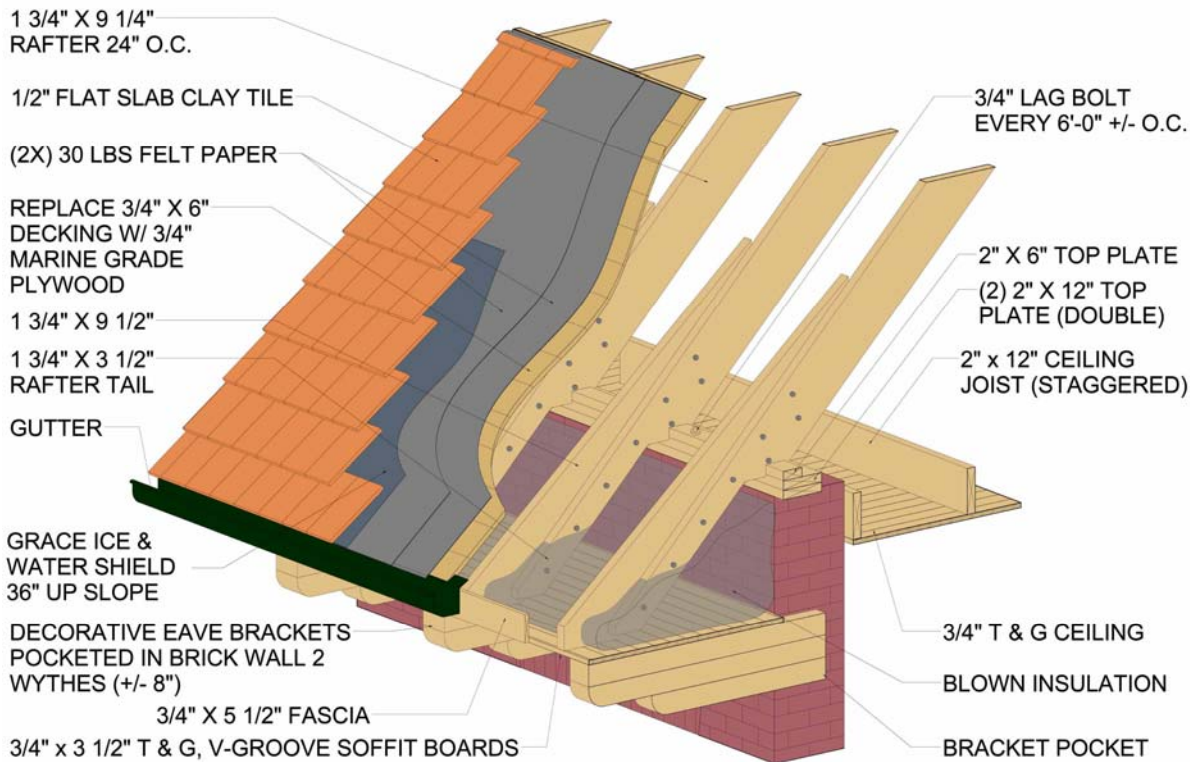 1 3/4" X 9 1/4"
RAFTER 24" O.C.
1/2" FLAT SLAB CLAY TILE
(2X) 30 LBS FELT PAPER
REPLACE 3/4" X 6"
DECKING W/ 3/4"
MARINE GRADE
PLYWOOD
1 3/4" X 9 1/2"
1 3/4" X 3 1/2"
RAFTER TAIL
GUTTER
GRACE ICE &
WATER SHIELD
36" UP SLOPE
DECORATIVE EAVE BRACKETS
POCKETED IN BRICK WALL 2
WYTHES (+/- 8")
3/4" X 5 1/2" FASCIA
3/4" x 3 1/2" T & G, V-GROOVE SOFFIT BOARDS
3/4" LAG BOLT
EVERY 6'-0" +/- O.C.
2" X 6" TOP PLATE
(2) 2" X 12" TOP
PLATE (DOUBLE)
2" x 12" CEILING
JOIST (STAGGERED)
3/4" T & G CEILING
BLOWN INSULATION
BRACKET POCKET